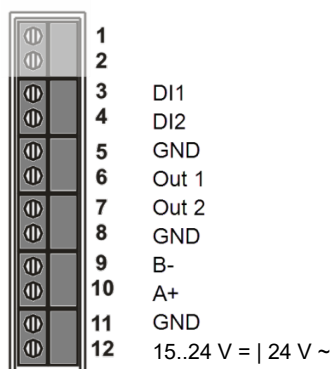 1
2
3 DI1
4 DI2
5 GND
6 Out 1
7 Out 2
8 GND
9 B-
10 A+
11 GND
12 15..24 V = | 24 V ~